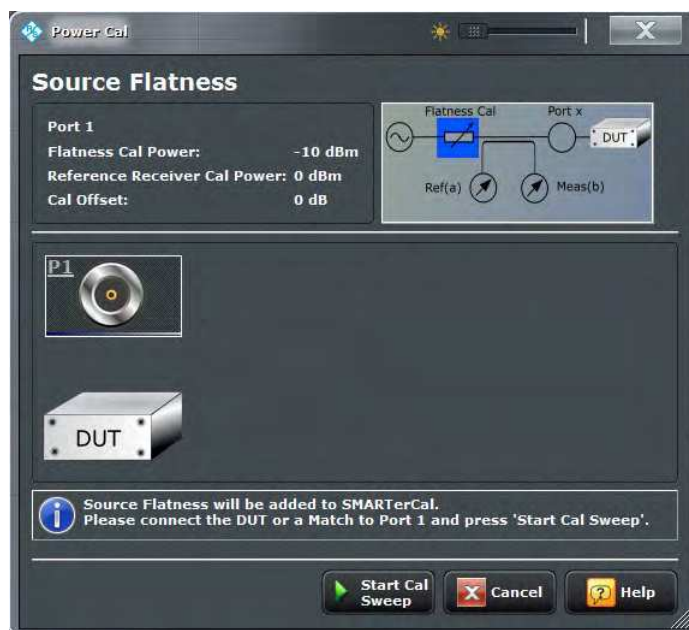 Power Cal
Source Flatness
Port 1
Flatness Cal Power: -10 dBm
Reference Receiver Cal Power: 0 dBm
Cal Offset: 0 dB
Flatness Cal
Port x
DUT
Ref(a)
Meas(b)
P1
DUT
Source Flatness will be added to SMARTerCal.
Please connect the DUT or a Match to Port 1 and press 'Start Cal Sweep'.
Start Cal
Sweep
Cancel
Help